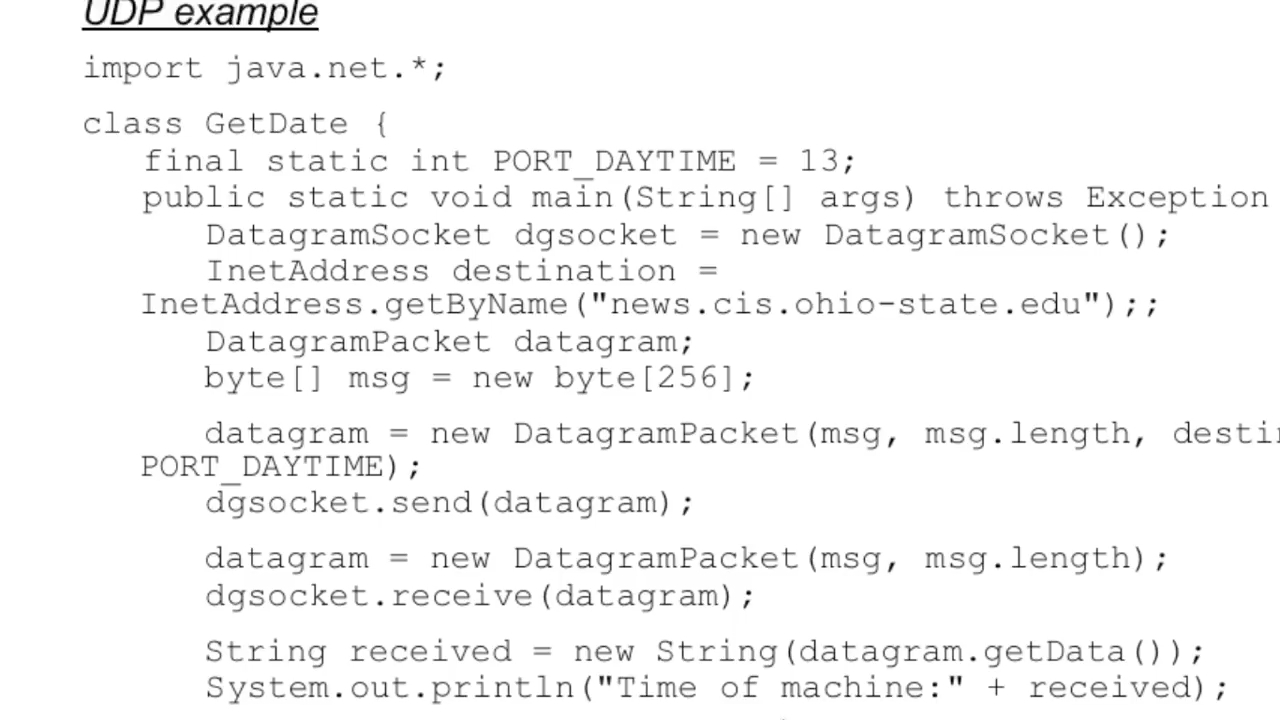 UDP example
import java.net.*;
class GetDate {
final static int PORT_DAYTIME = 13;
public static void main(String[] args) throws Exception
DatagramSocket dgsocket = new DatagramSocket();
InetAddress destination =
InetAddress.getByName("news.cis.ohio-state.edu");;
DatagramPacket datagram;
byte[] msg = new byte[256];
datagram = new DatagramPacket(msg, msg.length,
PORT_DAYTIME);
dgsocket.send(datagram);
datagram = new DatagramPacket(msg, msg.length);
dgsocket.receive(datagram);
String received = new String(datagram.getData());
System.out.println("Time of machine:" + received);